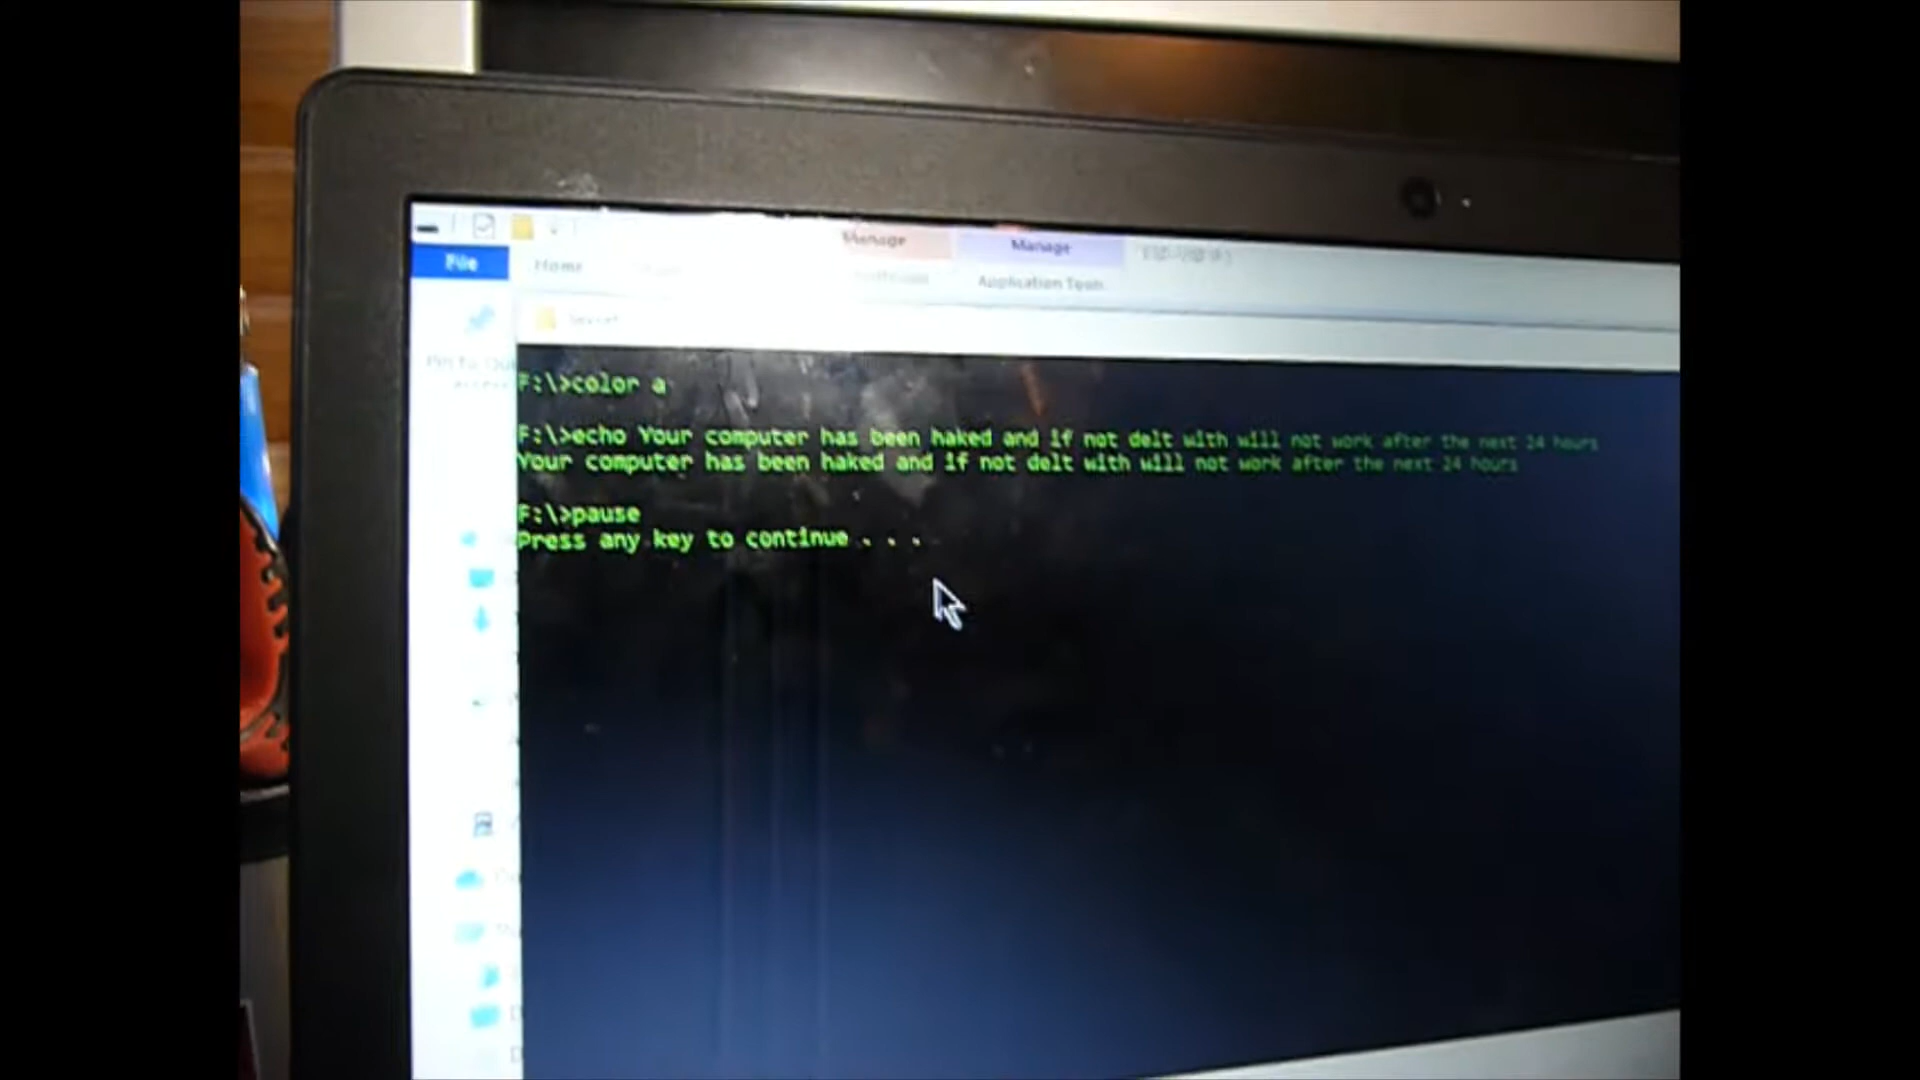 Manage
Manage
File
Home
Application Tools
F:\>color a
F:\>echo Your computer has been haked and if not delt with will not work after the next 24 hours
Your computer has been haked and if not delt with will not work after the next 24 hours
F:\>pause
Press any key to continue . . .